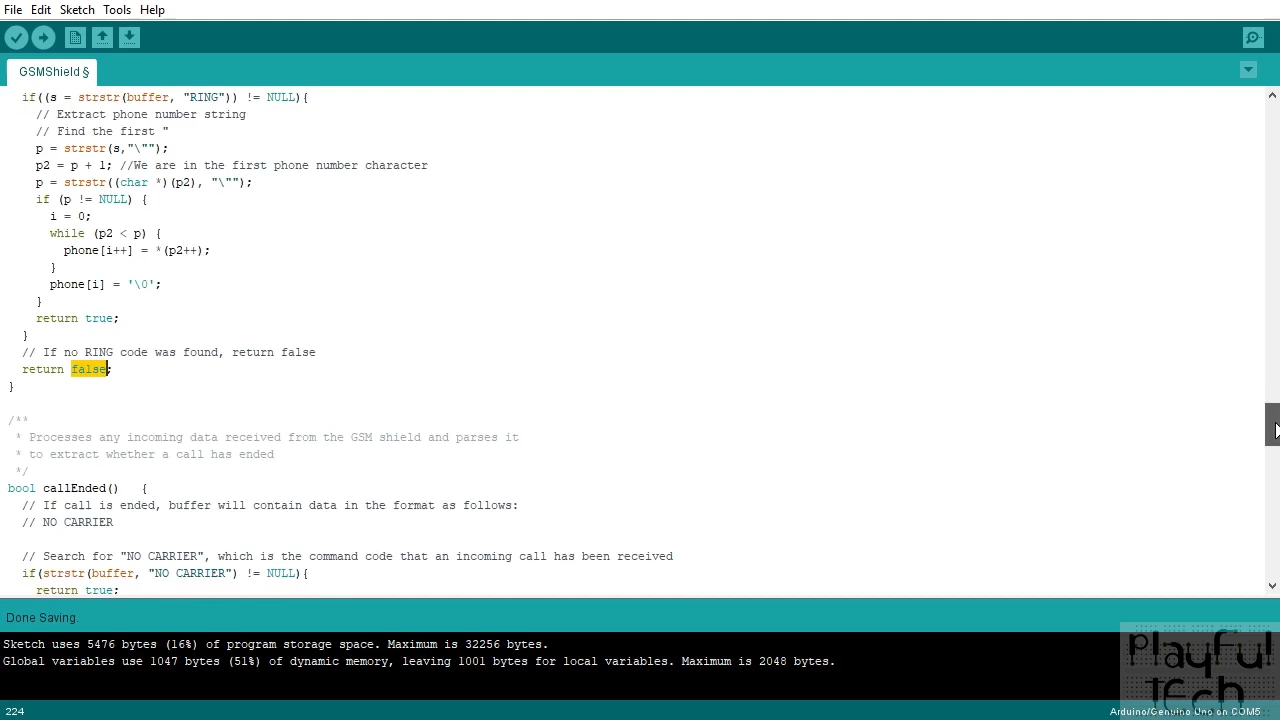 File Edit Sketch Tools Help
GSMShield §
if((s = strstr(buffer, "RING")) != NULL){
// Extract phone number string
// Find the first "
p = strstr(s,"\"");
p2 = p + 1; //We are in the first phone number character
p = strstr((char *)(p2), "\"");
if (p != NULL) {
i = 0;
while (p2 < p) {
phone[i++] = *(p2++);
}
phone[i] = '\0';
}
return true;
}
// If no RING code was found, return false
return false;
}
/**
* Processes any incoming data received from the GSM shield and parses it
* to extract whether a call has ended
*/
bool callEnded() {
// If call is ended, buffer will contain data in the format as follows:
// NO CARRIER
// Search for "NO CARRIER", which is the command code that an incoming call has been received
if(strstr(buffer, "NO CARRIER") != NULL){
return true;
Done Saving.
Sketch uses 5476 bytes (16%) of program storage space. Maximum is 32256 bytes.
Global variables use 1047 bytes (51%) of dynamic memory, leaving 1001 bytes for local variables. Maximum is 2048 bytes.
Playful
Tech
224
Arduino/Genuino Uno on COM5